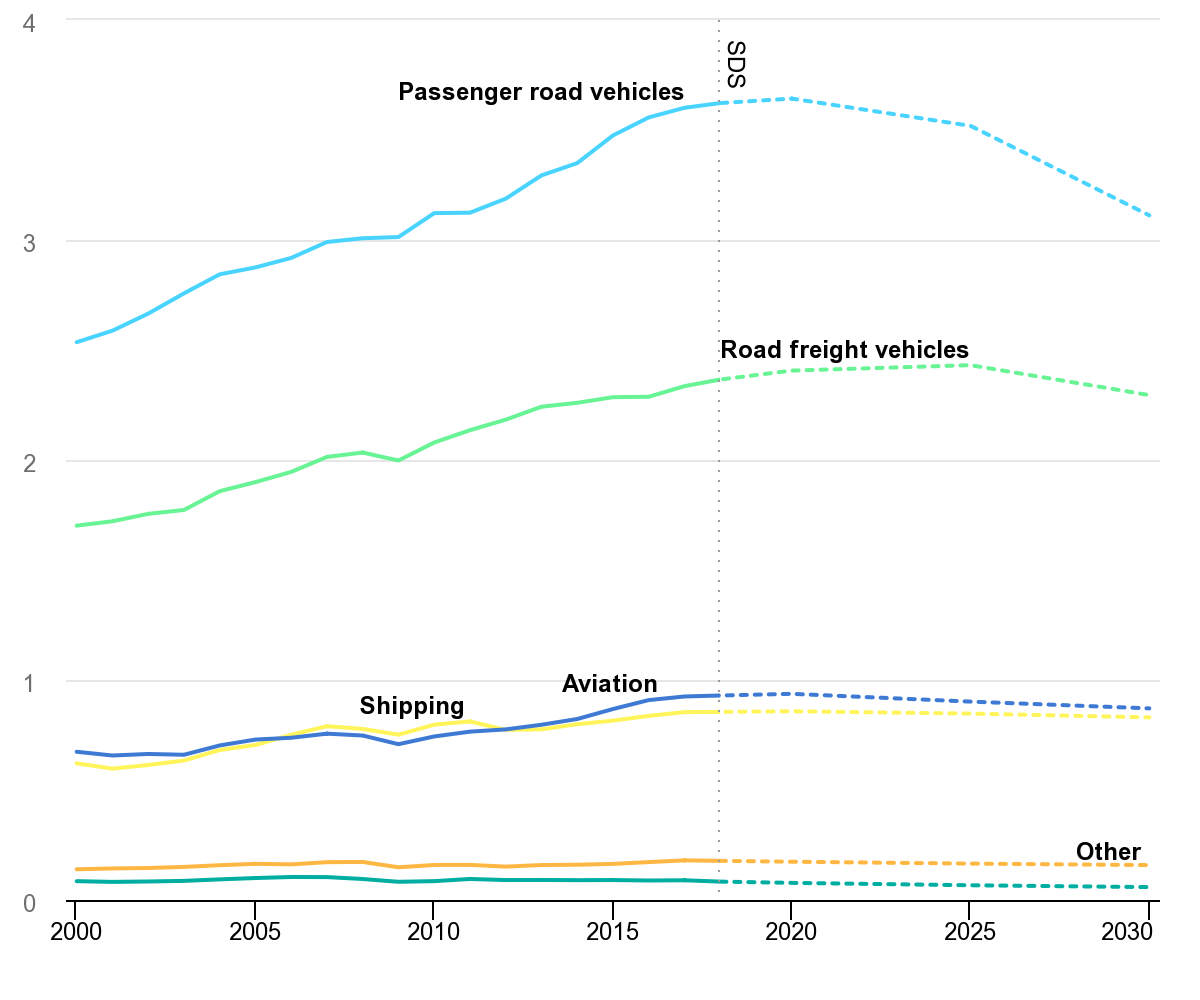 4
SDS
Passenger road vehicles
3
Road freight vehicles
2
1
Aviation
Shipping
Other
0
2000 2005 2010 2015 2020 2025 2030